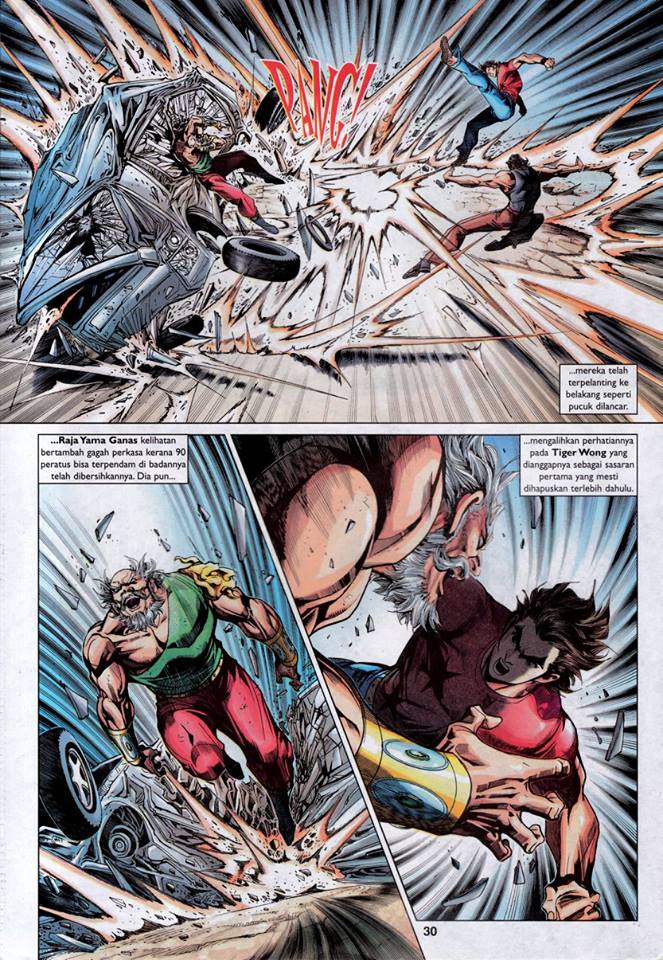 PANG!
...mereka telah
terpelanting ke
belakang seperti
pucuk dilancar.
...Raja Yama Ganas kelihatan
bertambah gagah perkasa kerana 90
peratus bisa terpendam di badannya
telah dibersihkannya. Dia pun...
...mengalihkan perhatiannya
pada Tiger Wong yang
dianggapnya sebagai sasaran
pertama yang mesti
dihapuskan terlebih dahulu.
30